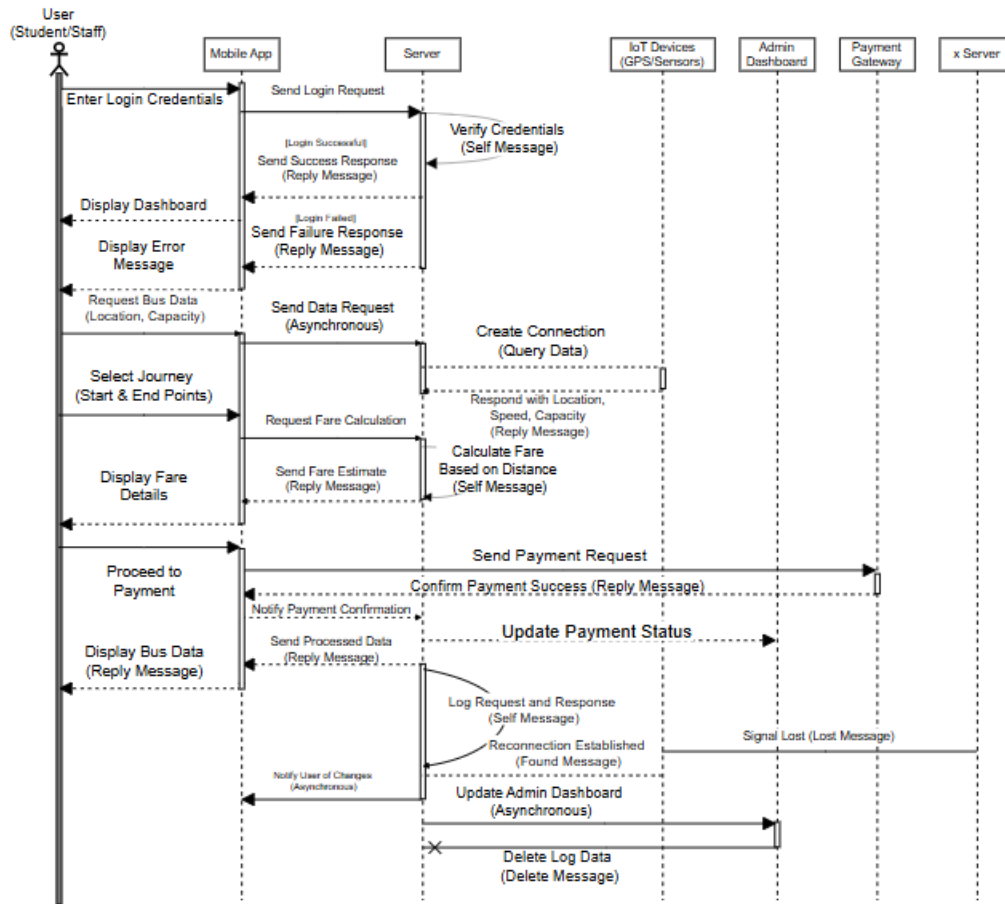 User
(Student/Staff)
Mobile App
Server
IoT Devices
(GPS/Sensors)
Admin
Dashboard
Payment
Gateway
x Server
Enter Login Credentials
Send Login Request
Verify Credentials
(Self Message)
[Login Successful]
Send Success Response
(Reply Message)
Display Dashboard
[Login Failed]
Send Failure Response
(Reply Message)
Display Error
Message
Request Bus Data
(Location, Capacity)
Send Data Request
(Asynchronous)
Create Connection
(Query Data)
Select Journey
(Start & End Points)
Respond with Location,
Speed, Capacity
(Reply Message)
Request Fare Calculation
Calculate Fare
Based on Distance
(Self Message)
Send Fare Estimate
(Reply Message)
Display Fare
Details
Send Payment Request
Proceed to
Payment
Confirm Payment Success (Reply Message)
Notify Payment Confirmation
Update Payment Status
Send Processed Data
(Reply Message)
Display Bus Data
(Reply Message)
Log Request and Response
(Self Message)
Signal Lost (Lost Message)
Reconnection Established
(Found Message)
Notify User of Changes
(Asynchronous)
Update Admin Dashboard
(Asynchronous)
Delete Log Data
(Delete Message)